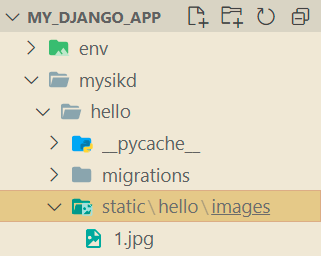 MY_DJANGO_APP
env
mysikd
hello
__pycache__
migrations
static\hello\images
1.jpg